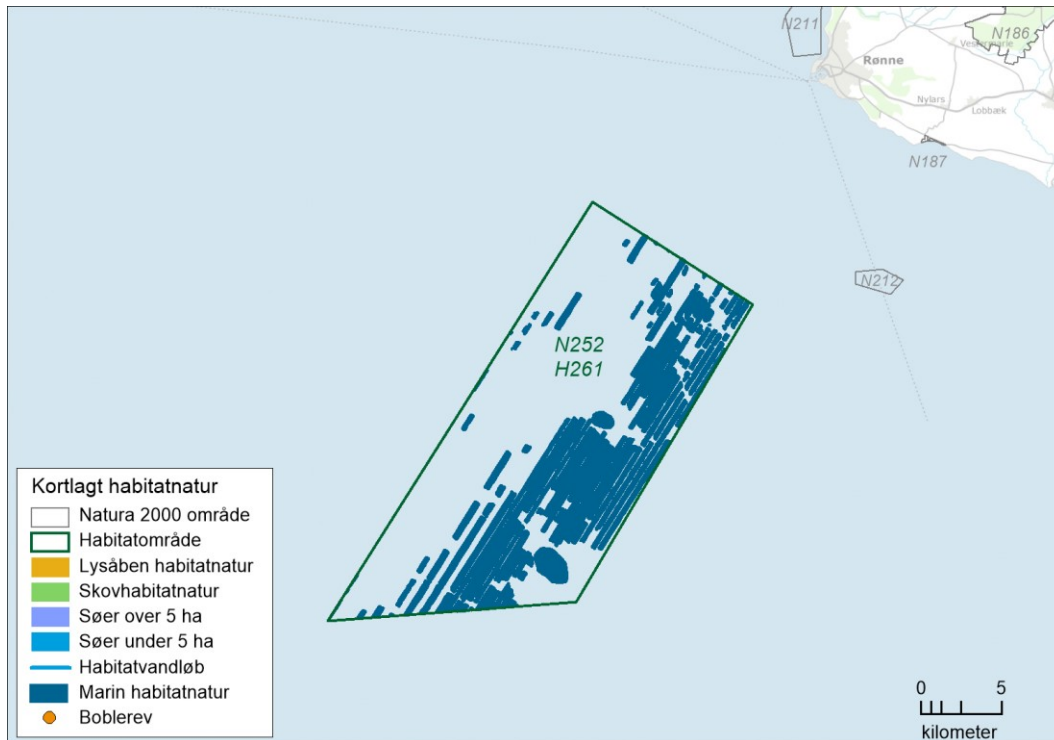 N211
N186
Vestermarie
Rønne
Nylars
Lobbæk
N187
N212
N252
H261
Kortlagt habitatnatur
Natura 2000 område
Habitatområde
Lysåben habitatnatur
Skovhabitatnatur
Søer over 5 ha
Søer under 5 ha
Habitatvandløb
Marin habitatnatur
Boblerev
0 5
kilometer